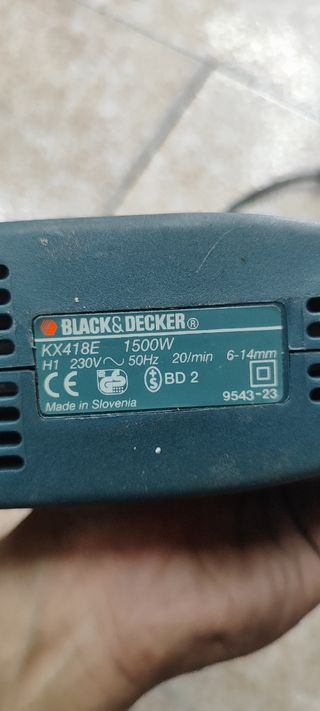 BLACK&DECKER®
KX418E 1500W
H1 230V~ 50Hz 20/min 6-14mm
CE BD 2
Made in Slovenia 9543-23